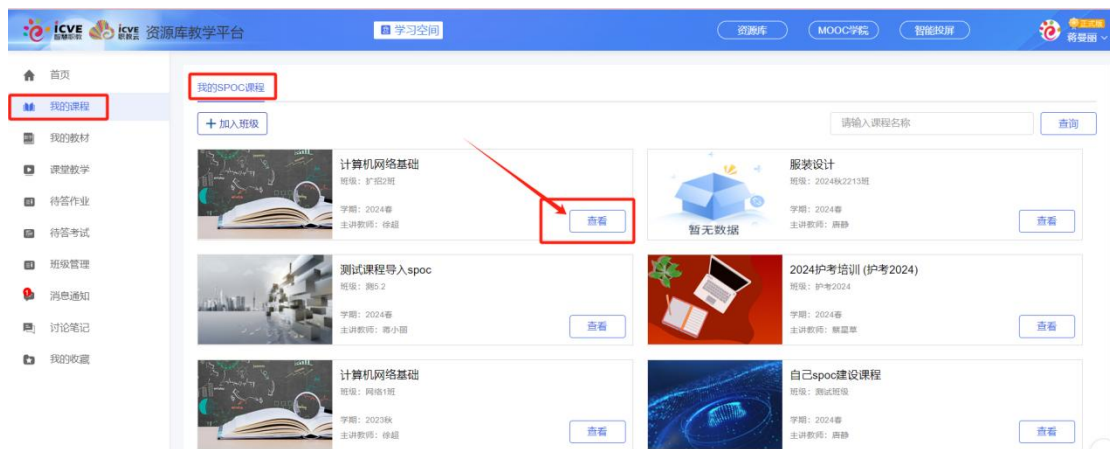 icve 智慧职教 icve 职教云 资源库教学平台
学习空间
资源库
MOOC学院
智能投屏
正式版
蒋曼丽
首页
我的课程
我的教材
课堂教学
待答作业
待答考试
班级管理
消息通知
讨论笔记
我的收藏
我的SPOC课程
+ 加入班级
请输入课程名称
查询
计算机网络基础
班级：扩招2班
学期：2024春
主讲教师：徐超
查看
暂无数据
服装设计
班级：2024秋2213班
学期：2024春
主讲教师：唐静
查看
测试课程导入spoc
班级：测5.2
学期：2024春
查看
2024护考培训 (护考2024)
班级：护考2024
学期：2024春
查看
计算机网络基础
班级：网络1班
学期：2023秋
主讲教师：徐超
查看
自己spoc建设课程
班级：测试班级
学期：2024春
主讲教师：唐静
查看